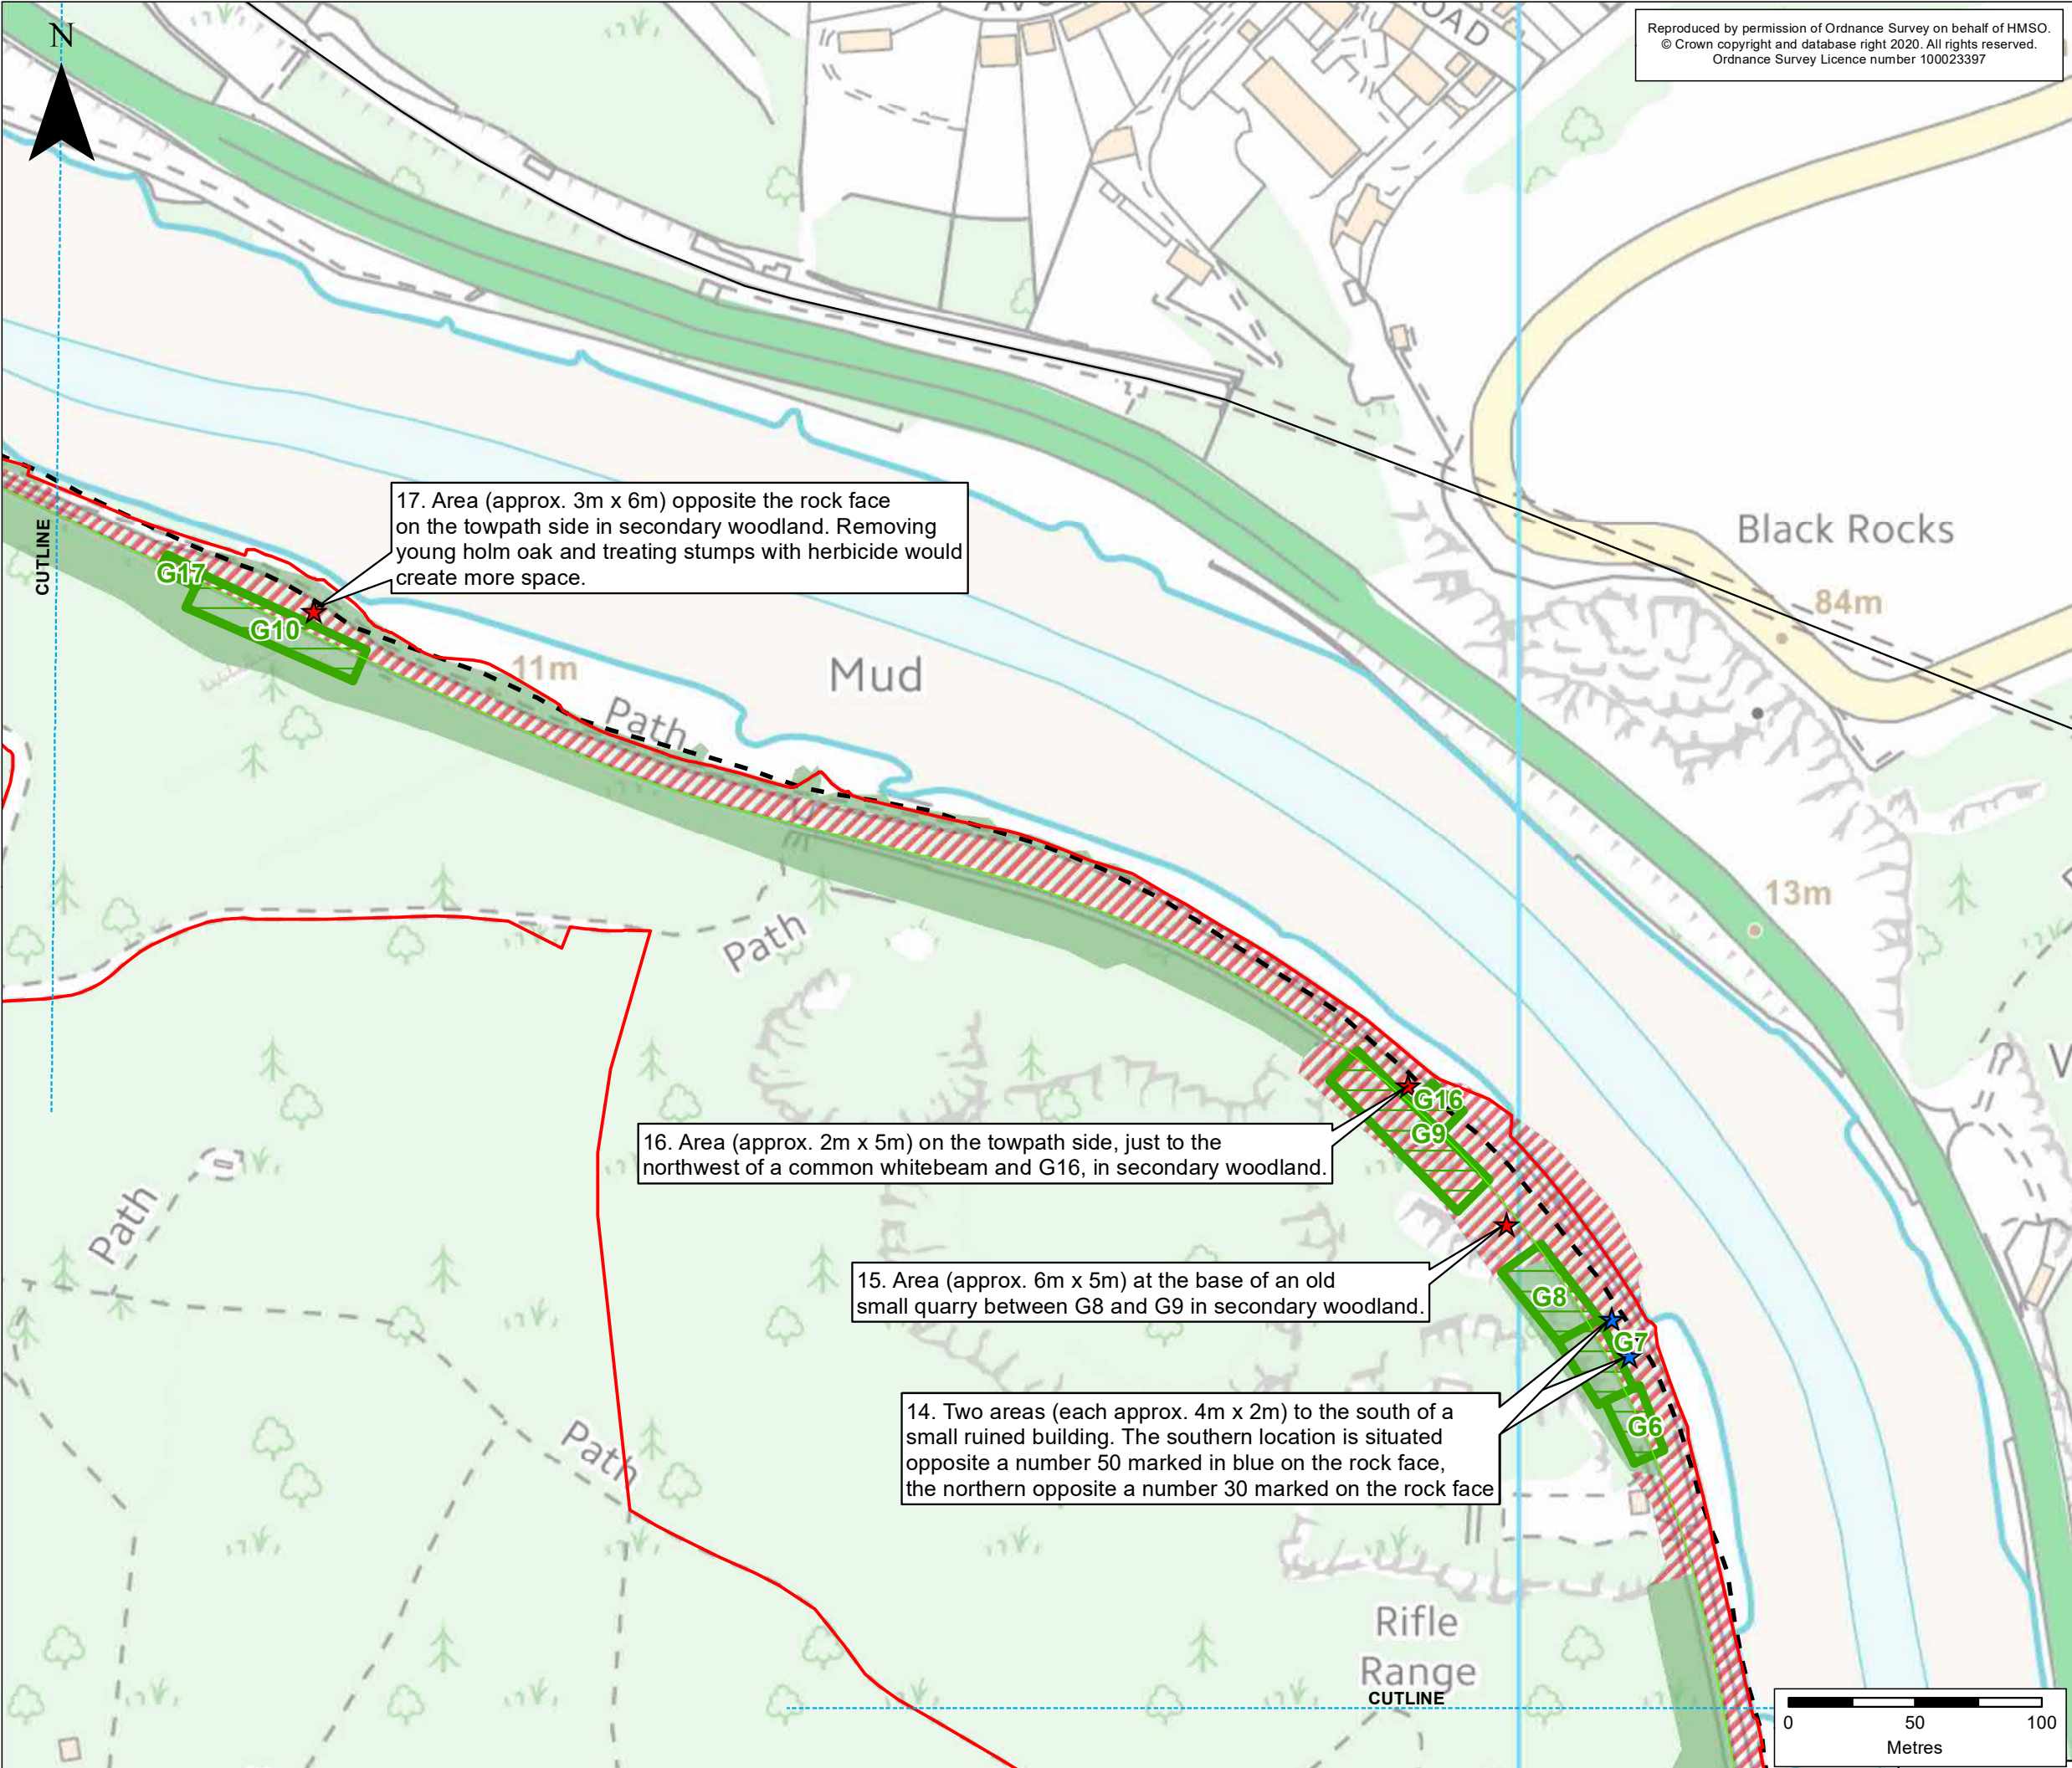 AVO
ROAD
Reproduced by permission of Ordnance Survey on behalf of HMSO.
© Crown copyright and database right 2020. All rights reserved.
Ordnance Survey Licence number 100023397
N
CUTLINE
17. Area (approx. 3m x 6m) opposite the rock face
on the towpath side in secondary woodland. Removing
young holm oak and treating stumps with herbicide would
create more space.
Black Rocks
G17
G10
84m
11m
Mud
Path
13m
Path
G16
G9
16. Area (approx. 2m x 5m) on the towpath side, just to the
northwest of a common whitebeam and G16, in secondary woodland.
Path
15. Area (approx. 6m x 5m) at the base of an old
small quarry between G8 and G9 in secondary woodland.
G8
G7
G6
14. Two areas (each approx. 4m x 2m) to the south of a
small ruined building. The southern location is situated
opposite a number 50 marked in blue on the rock face,
the northern opposite a number 30 marked on the rock face
Path
Rifle
Range
CUTLINE
0 50 100
Metres